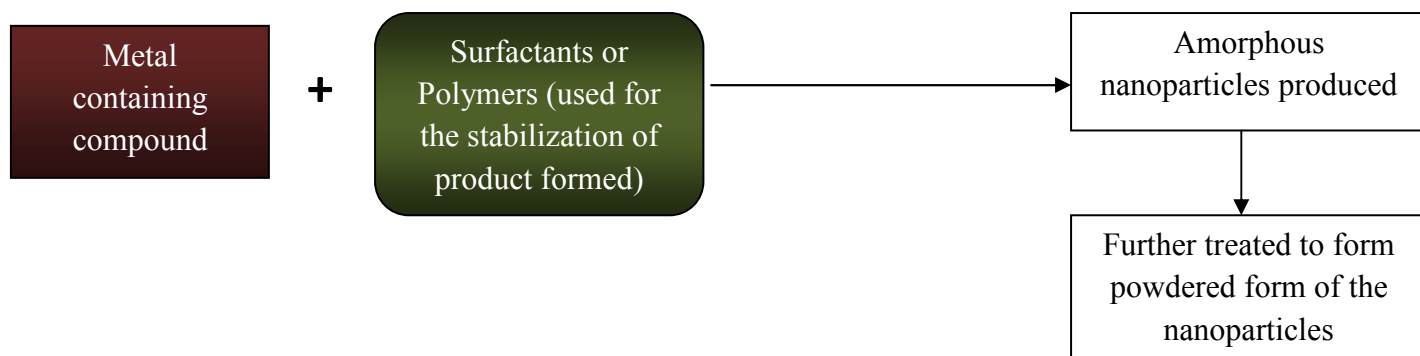 Metal
containing
compound
+
Surfactants or
Polymers (used for
the stabilization of
product formed)
Amorphous
nanoparticles produced
Further treated to form
powdered form of the
nanoparticles